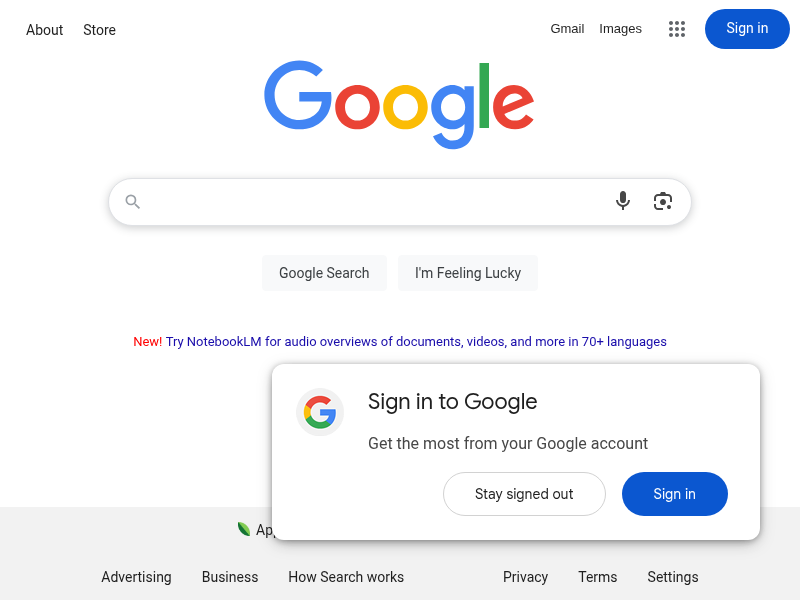 About Store Gmail Images Sign in
Google
Google Search I'm Feeling Lucky
New! Try NotebookLM for audio overviews of documents, videos, and more in 70+ languages
Sign in to Google
Get the most from your Google account
Stay signed out Sign in
Advertising Business How Search works Privacy Terms Settings